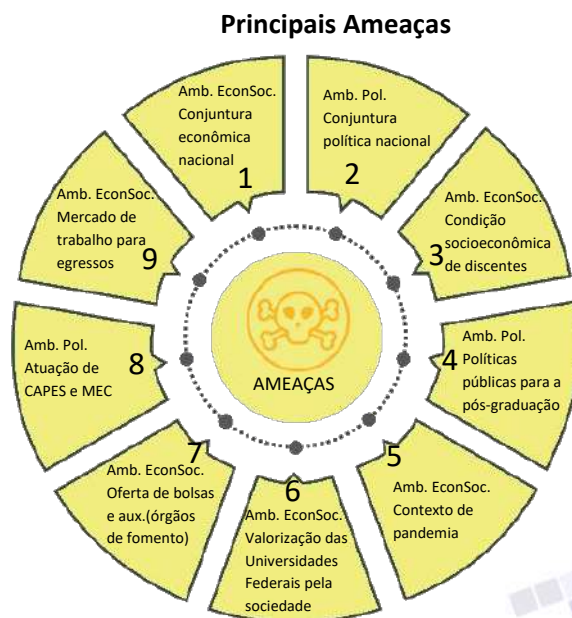 Principais Ameaças
Amb. EconSoc.
Conjuntura
econômica
nacional
1
Amb. Pol.
Conjuntura
política nacional
2
Amb. EconSoc.
Condição
socioeconômica
de discentes
3
Amb. Pol.
Políticas
públicas para a
pós-graduação
4
Amb. EconSoc.
Contexto de
pandemia
5
Amb. EconSoc.
Valorização das
Universidades
Federais pela
sociedade
6
Amb. EconSoc.
Oferta de bolsas
e aux.(órgãos
de fomento)
7
Amb. Pol.
Atuação de
CAPES e MEC
8
Amb. EconSoc.
Mercado de
trabalho para
egressos
9
AMEAÇAS